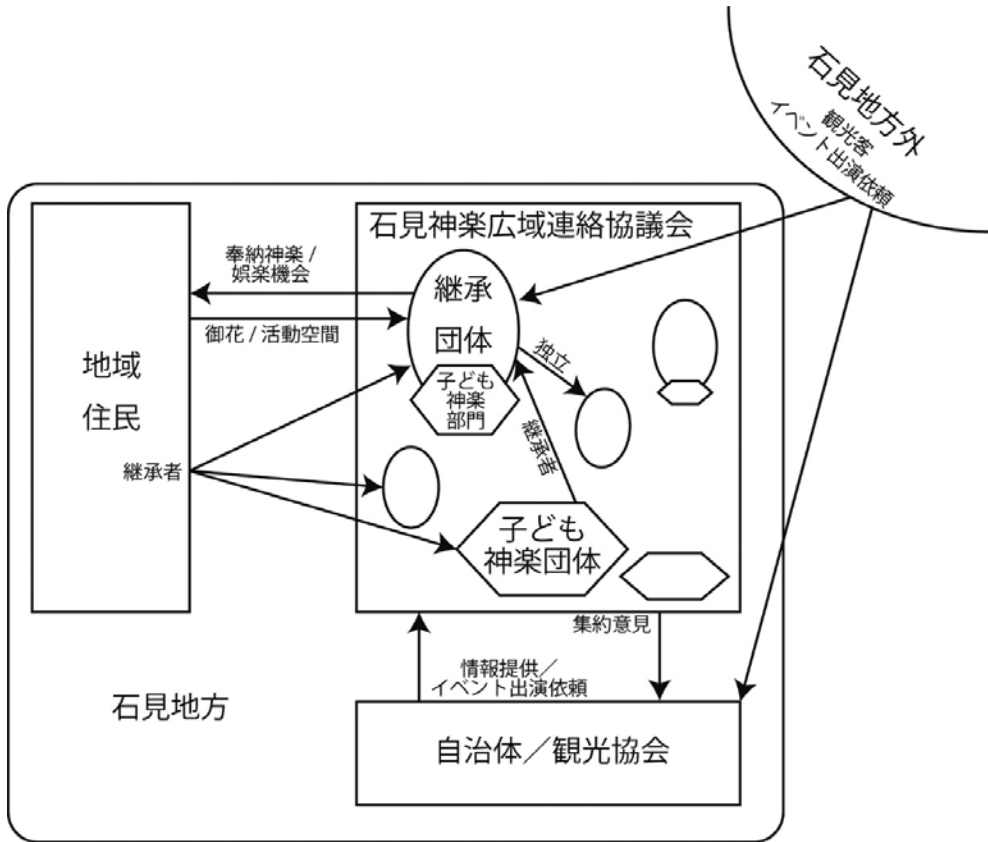 石見地方外
観光客
イベント出演依頼
石見神楽広域連絡協議会
奉納神楽 /
娯楽機会
御花 / 活動空間
継承
団体
子ども
神楽
部門
独立
地域
住民
継承者
継承者
子ども
神楽団体
集約意見
情報提供／
イベント出演依頼
石見地方
自治体／観光協会